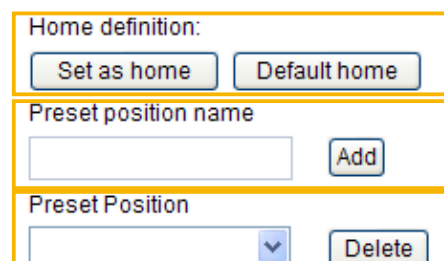 Home definition:
Set as home Default home
Preset position name
Add
Preset Position
Delete